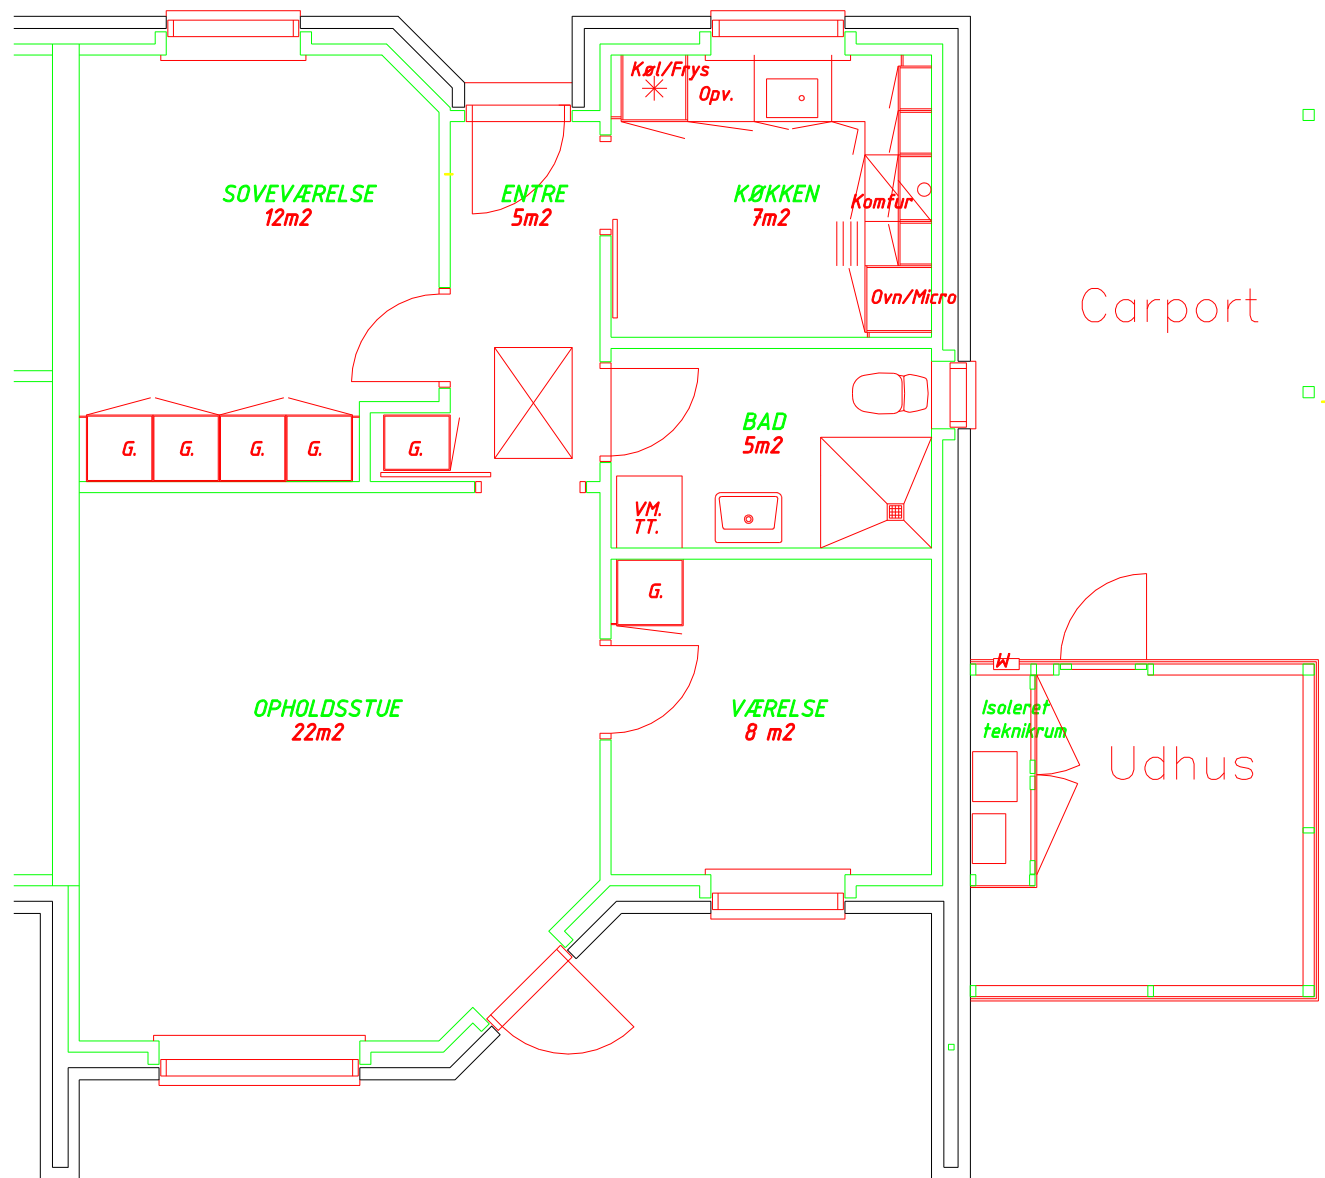 Køl/Frys
Opv.
SOVEVÆRELSE
12m2
ENTRE
5m2
KØKKEN
7m2
Komfur
Ovn/Micro
Carport
BAD
5m2
G.
G.
G.
G.
G.
VM.
TT.
G.
W
OPHOLDSSTUE
22m2
VÆRELSE
8 m2
Isoleret
teknikrum
Udhus